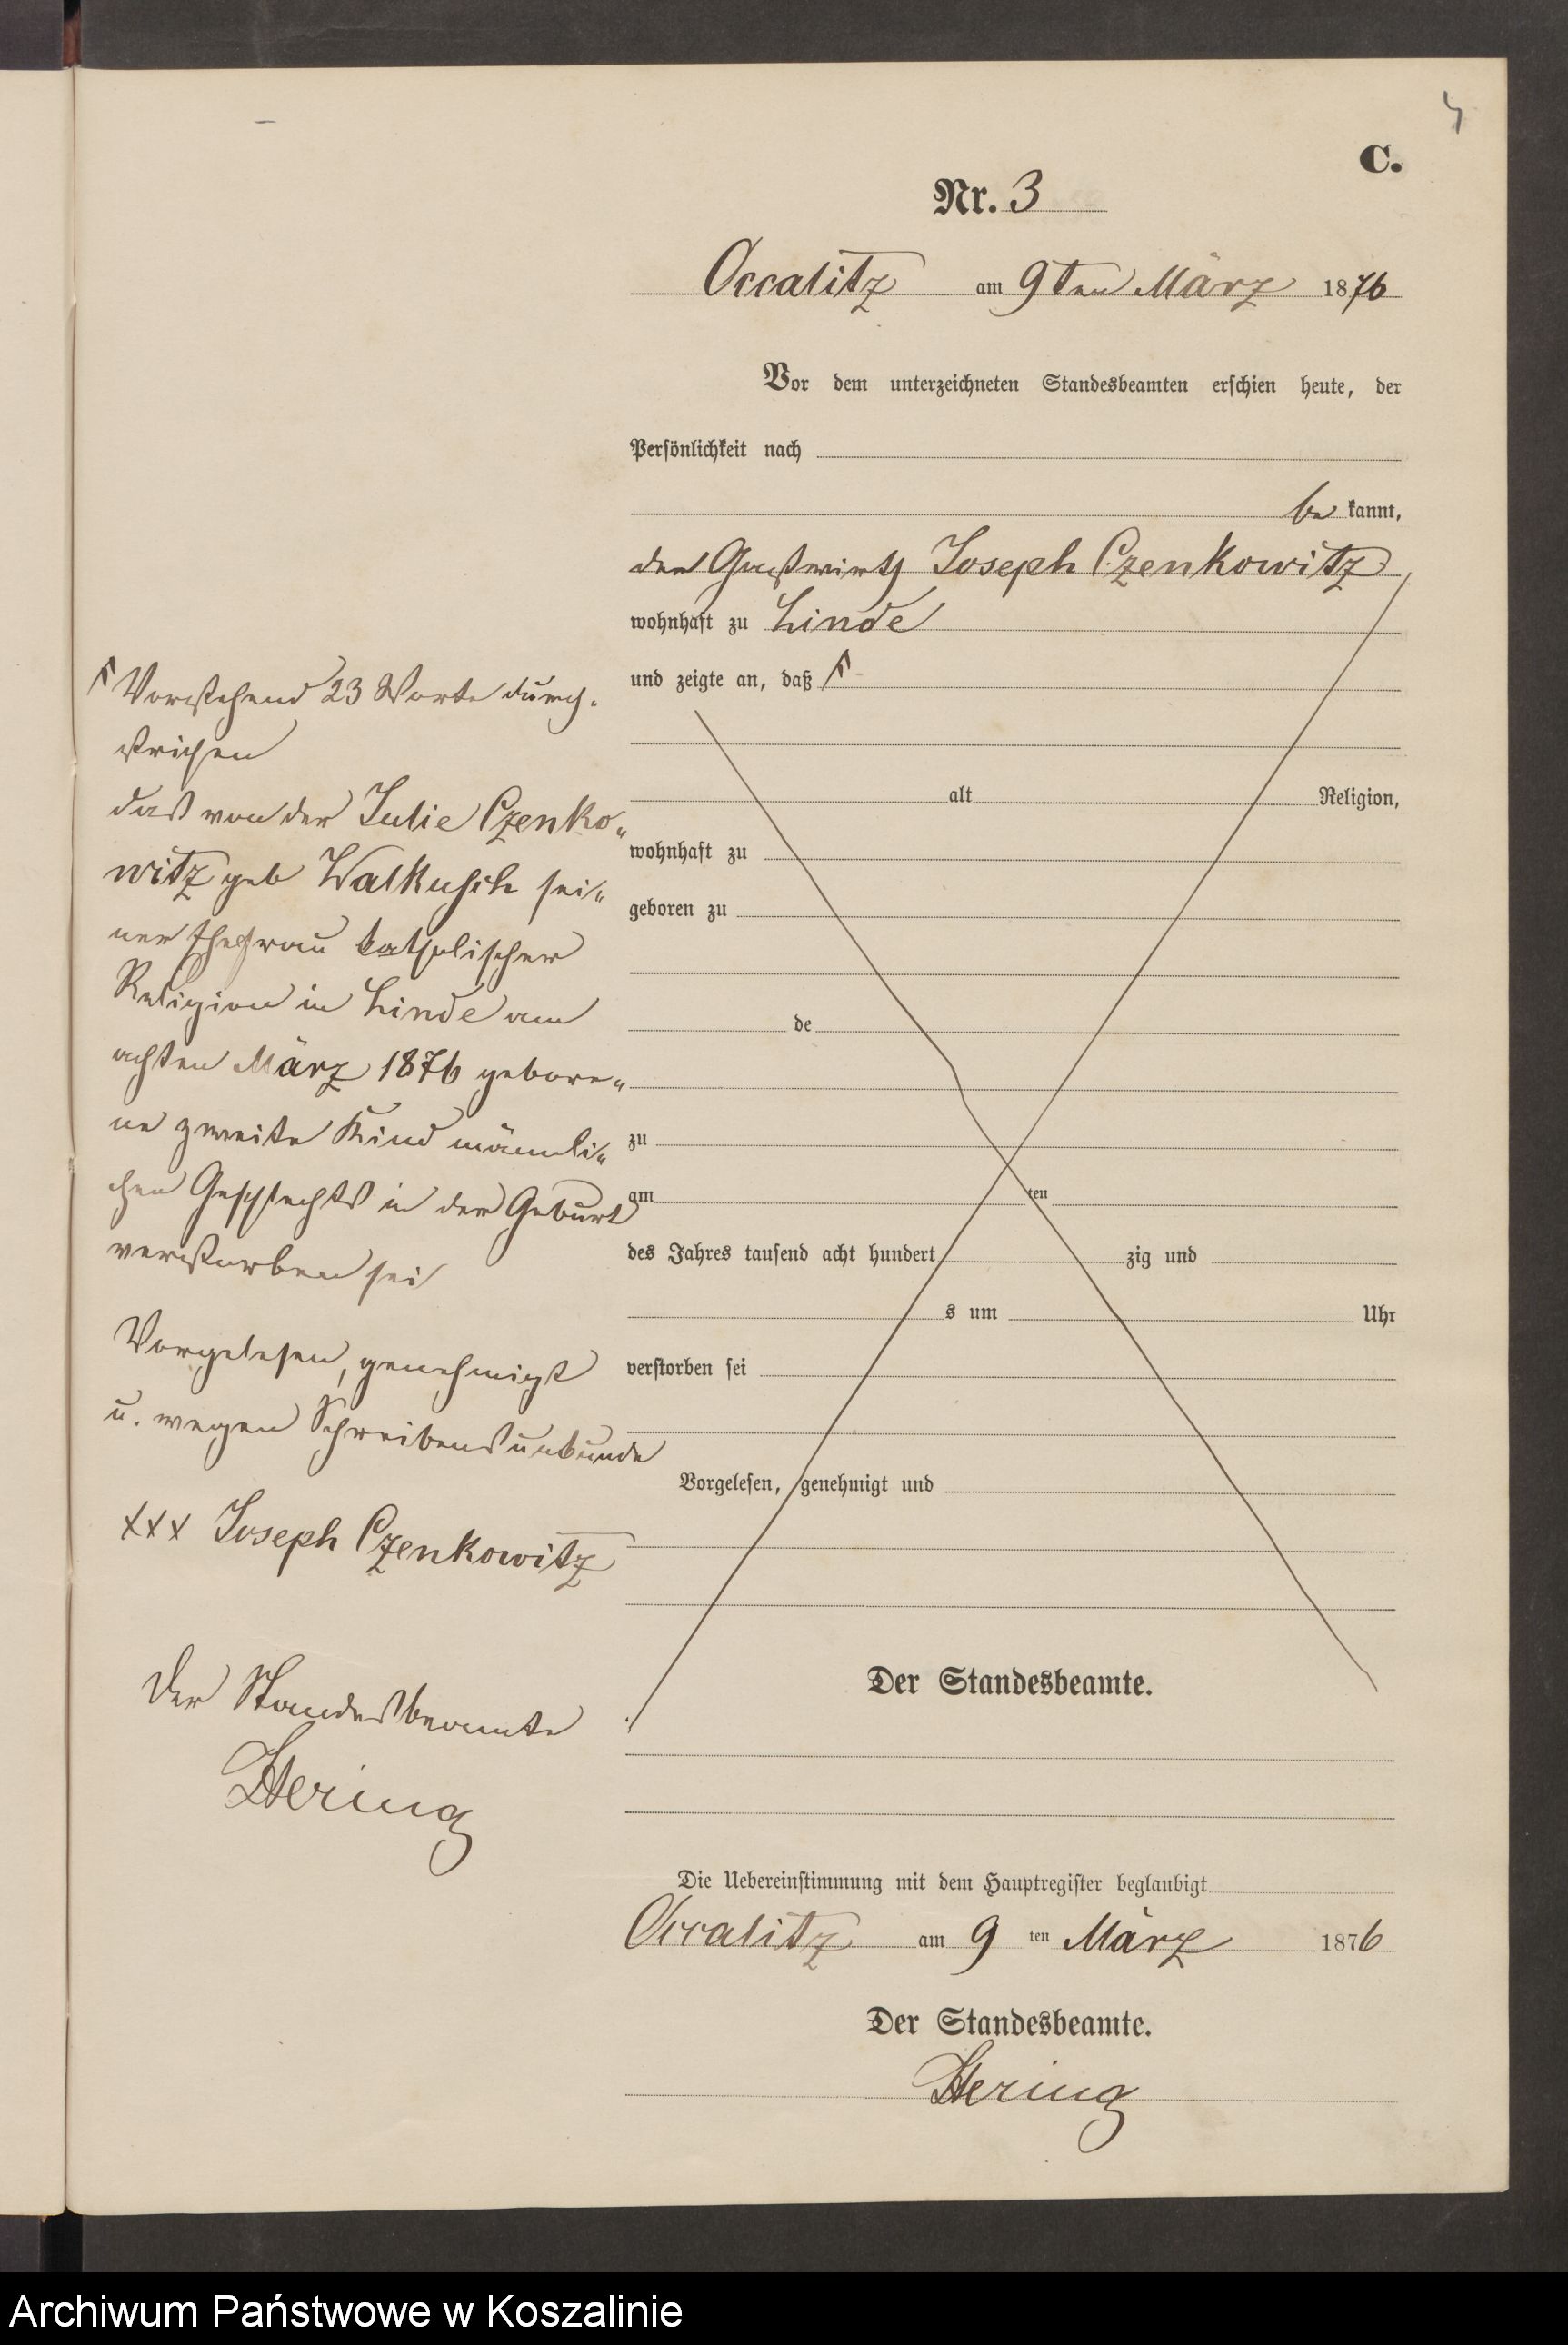 4
C.
Nr. 3
Occalitz am 9ten März 1876
Vor dem unterzeichneten Standesbeamten erschien heute, der
Persönlichkeit nach
be kannt,
der Gastwirth Joseph Czenkowitz
wohnhaft zu Linde
und zeigte an, daß
alt Religion,
wohnhaft zu
geboren zu
de
zu
am ten
des Jahres tausend acht hundert zig und
s um Uhr
verstorben sei
Vorgelesen, genehmigt und
Der Standesbeamte.
Vorstehend 23 Worte durch-
strichen
daß von der Julie Czenko„
witz geb Walkusch sei„
ner Ehefrau katholischer
Religion in Linde am
achten März 1876 gebore„
ne zweite Kind männli„
chen Geschlechts in der Geburt
verstorben sei
Vorgelesen, genehmigt
u. wegen Schreibensunkunde
xxx Joseph Czenkowitz
Der Standesbeamte
Hering
Die Uebereinstimmung mit dem Hauptregister beglaubigt
Occalitz am 9 ten März 1876
Der Standesbeamte.
Hering
Archiwum Państwowe w Koszalinie